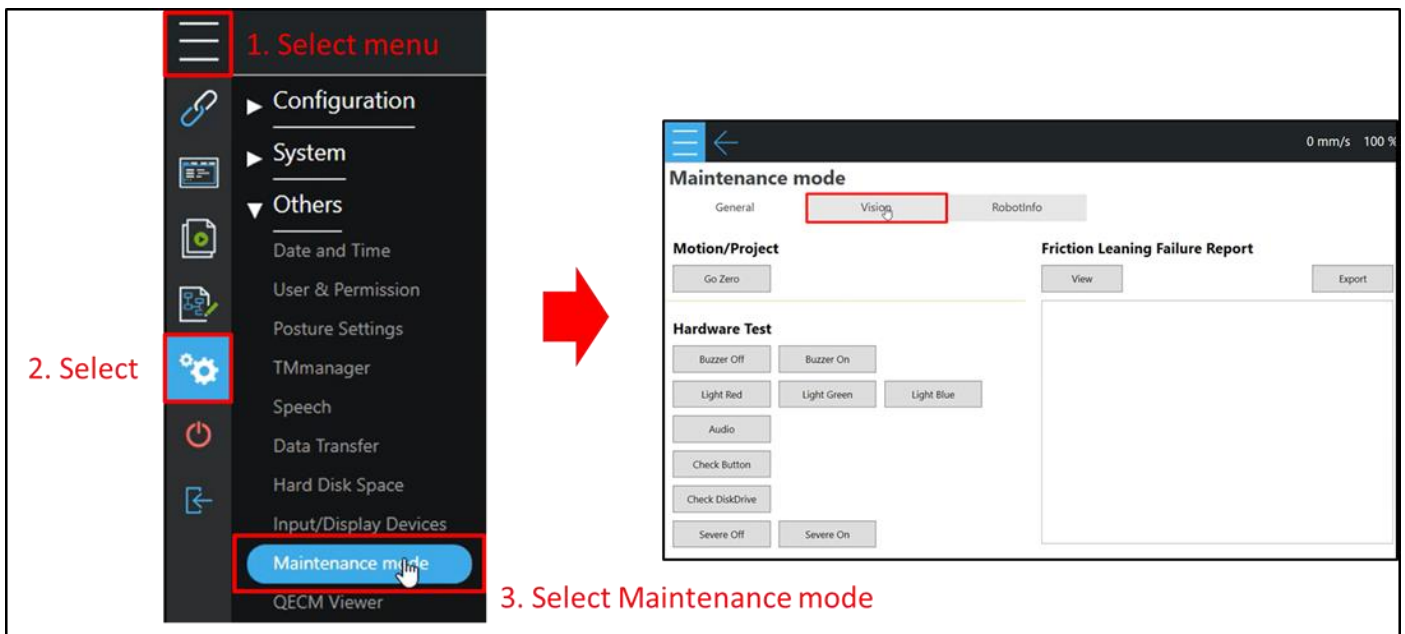 1. Select menu
Configuration
System
Others
Date and Time
User & Permission
Posture Settings
TMmanager
Speech
Data Transfer
Hard Disk Space
Input/Display Devices
Maintenance mode
QECM Viewer
2. Select
3. Select Maintenance mode
0 mm/s 100 %
Maintenance mode
General Vision RobotInfo
Motion/Project Friction Leaning Failure Report
Go Zero View Export
Hardware Test
Buzzer Off Buzzer On
Light Red Light Green Light Blue
Audio
Check Button
Check DiskDrive
Severe Off Severe On